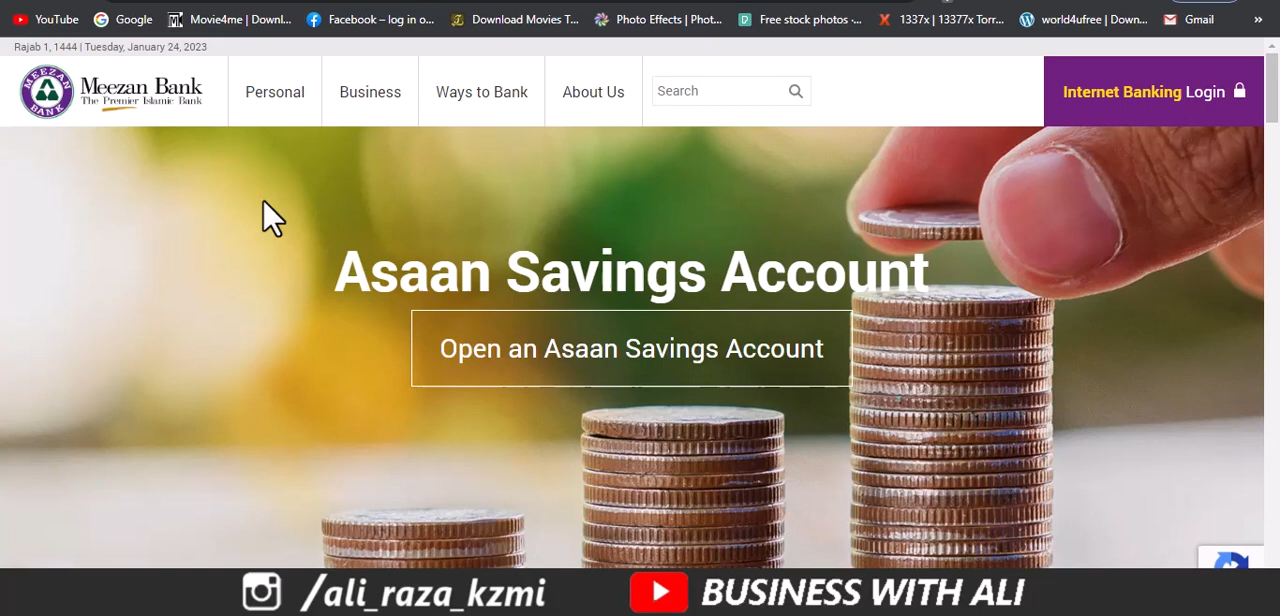 YouTube Google Movie4me | Downl... Facebook – log in o... Download Movies T... Photo Effects | Phot... Free stock photos ·... 1337x | 13377x Torr... world4ufree | Down... Gmail »
Rajab 1, 1444 | Tuesday, January 24, 2023
MEEZAN BANK
Meezan Bank
The Premier Islamic Bank
Personal Business Ways to Bank About Us Search Internet Banking Login
Asaan Savings Account
Open an Asaan Savings Account
/ali_raza_kzmi BUSINESS WITH ALI